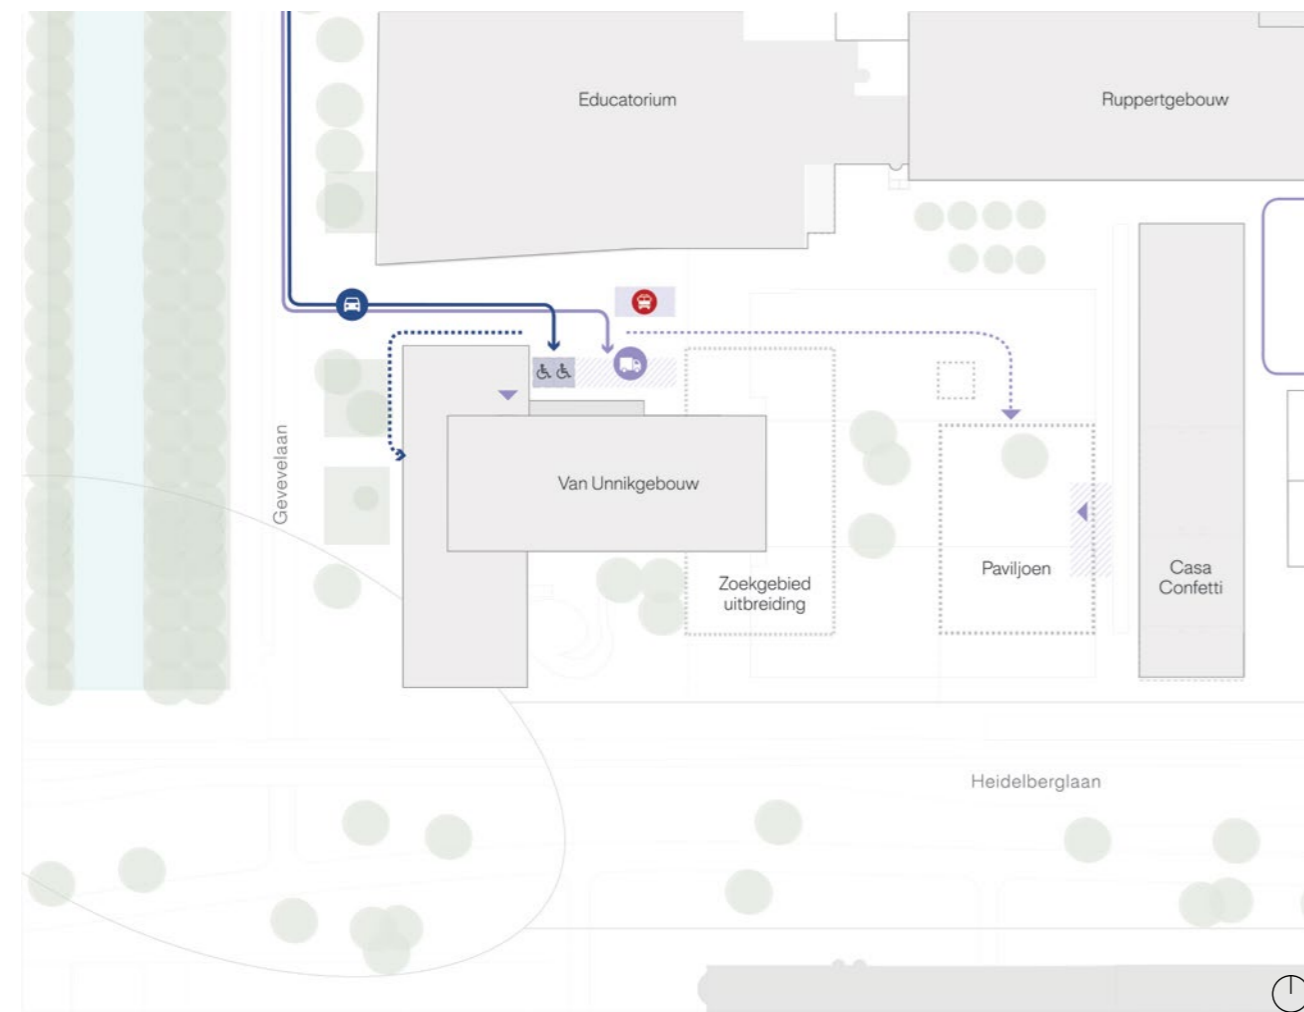 Educatorium
Ruppertgebouw
Gevevelaan
Van Unnikgebouw
Zoekgebied
uitbreiding
Paviljoen
Casa
Confetti
Heidelberglaan